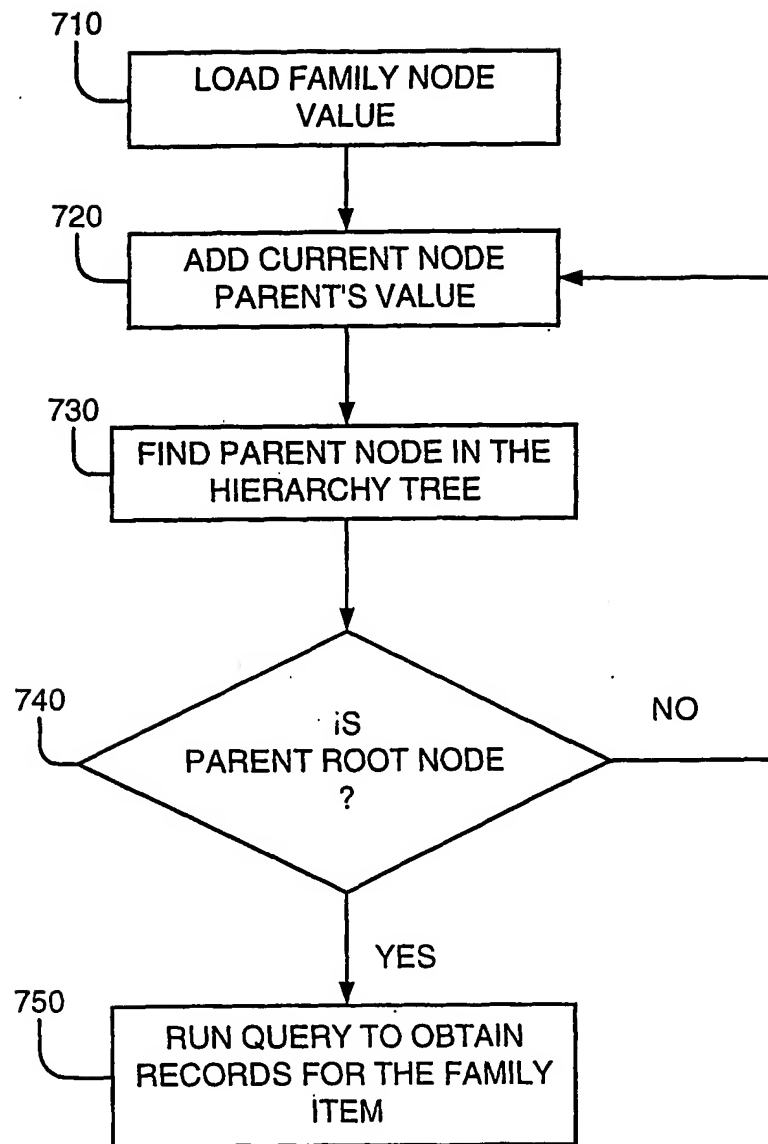 710
LOAD FAMILY NODE
VALUE
720
ADD CURRENT NODE
PARENT'S VALUE
730
FIND PARENT NODE IN THE
HIERARCHY TREE
740
IS
PARENT ROOT NODE
?
NO
YES
750
RUN QUERY TO OBTAIN
RECORDS FOR THE FAMILY
ITEM